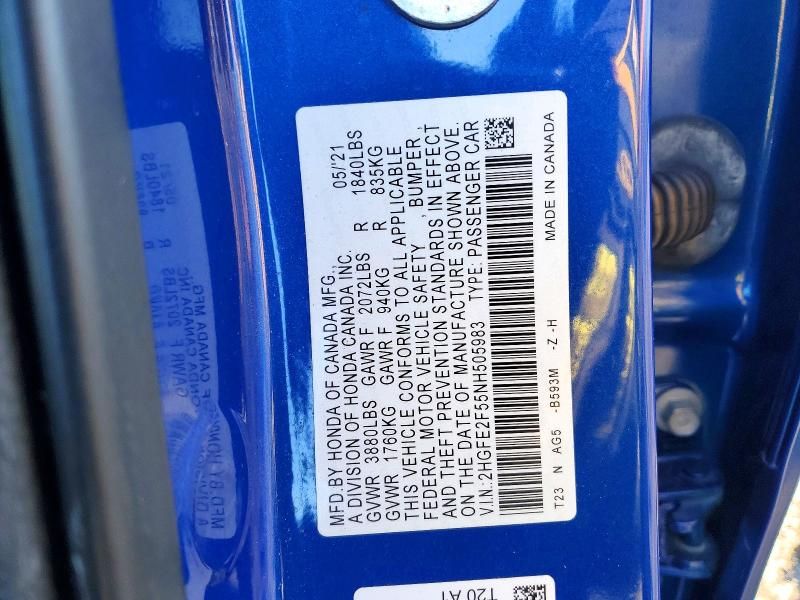 MFD.BY HONDA OF CANADA MFG., 05/21
A DIVISION OF HONDA CANADA INC.
GVWR 3880LBS GAWR F 2072LBS R 1840LBS
GVWR 1760KG GAWR F 940KG R 835KG
THIS VEHICLE CONFORMS TO ALL APPLICABLE
FEDERAL MOTOR VEHICLE SAFETY , BUMPER ,
AND THEFT PREVENTION STANDARDS IN EFFECT
ON THE DATE OF MANUFACTURE SHOWN ABOVE.
V.I.N.:2HGFE2F55NH505983 TYPE: PASSENGER CAR
T23 N AG5 -B593M -Z -H MADE IN CANADA
T20 A1